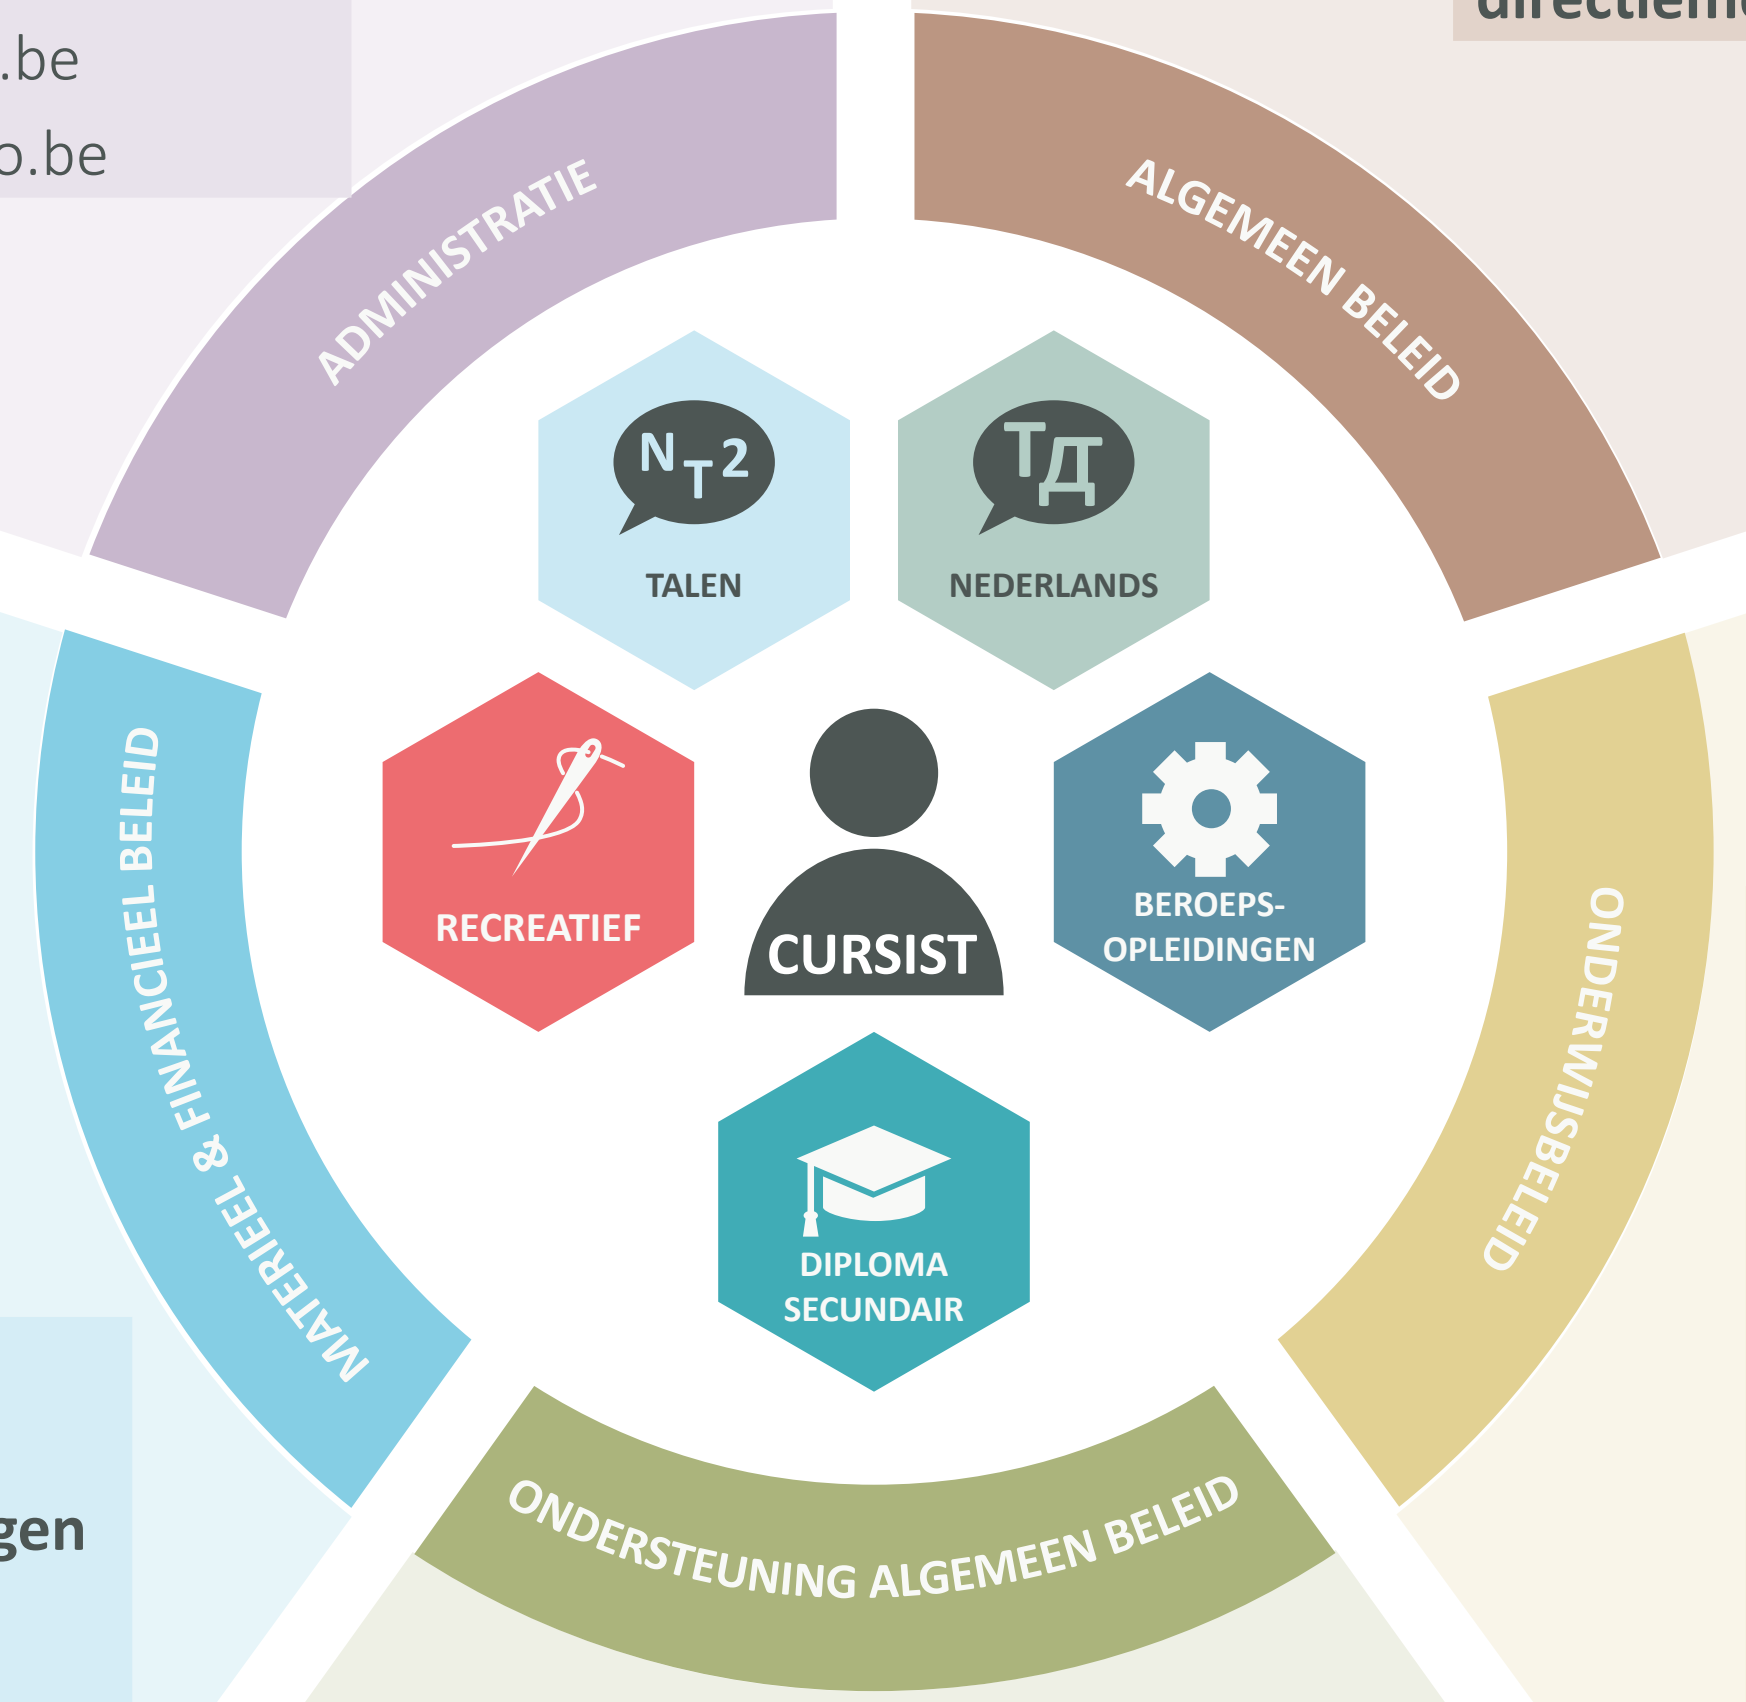 .be
o.be
ADMINISTRATIE
ALGEMEEN BELEID
NT2
TALEN
TД
NEDERLANDS
RECREATIEF
CURSIST
BEROEPS-
OPLEIDINGEN
DIPLOMA
SECUNDAIR
MATERIEEL & FINANCIEEL BELEID
ONDERWIJSBELEID
gen
ONDERSTEUNING ALGEMEEN BELEID